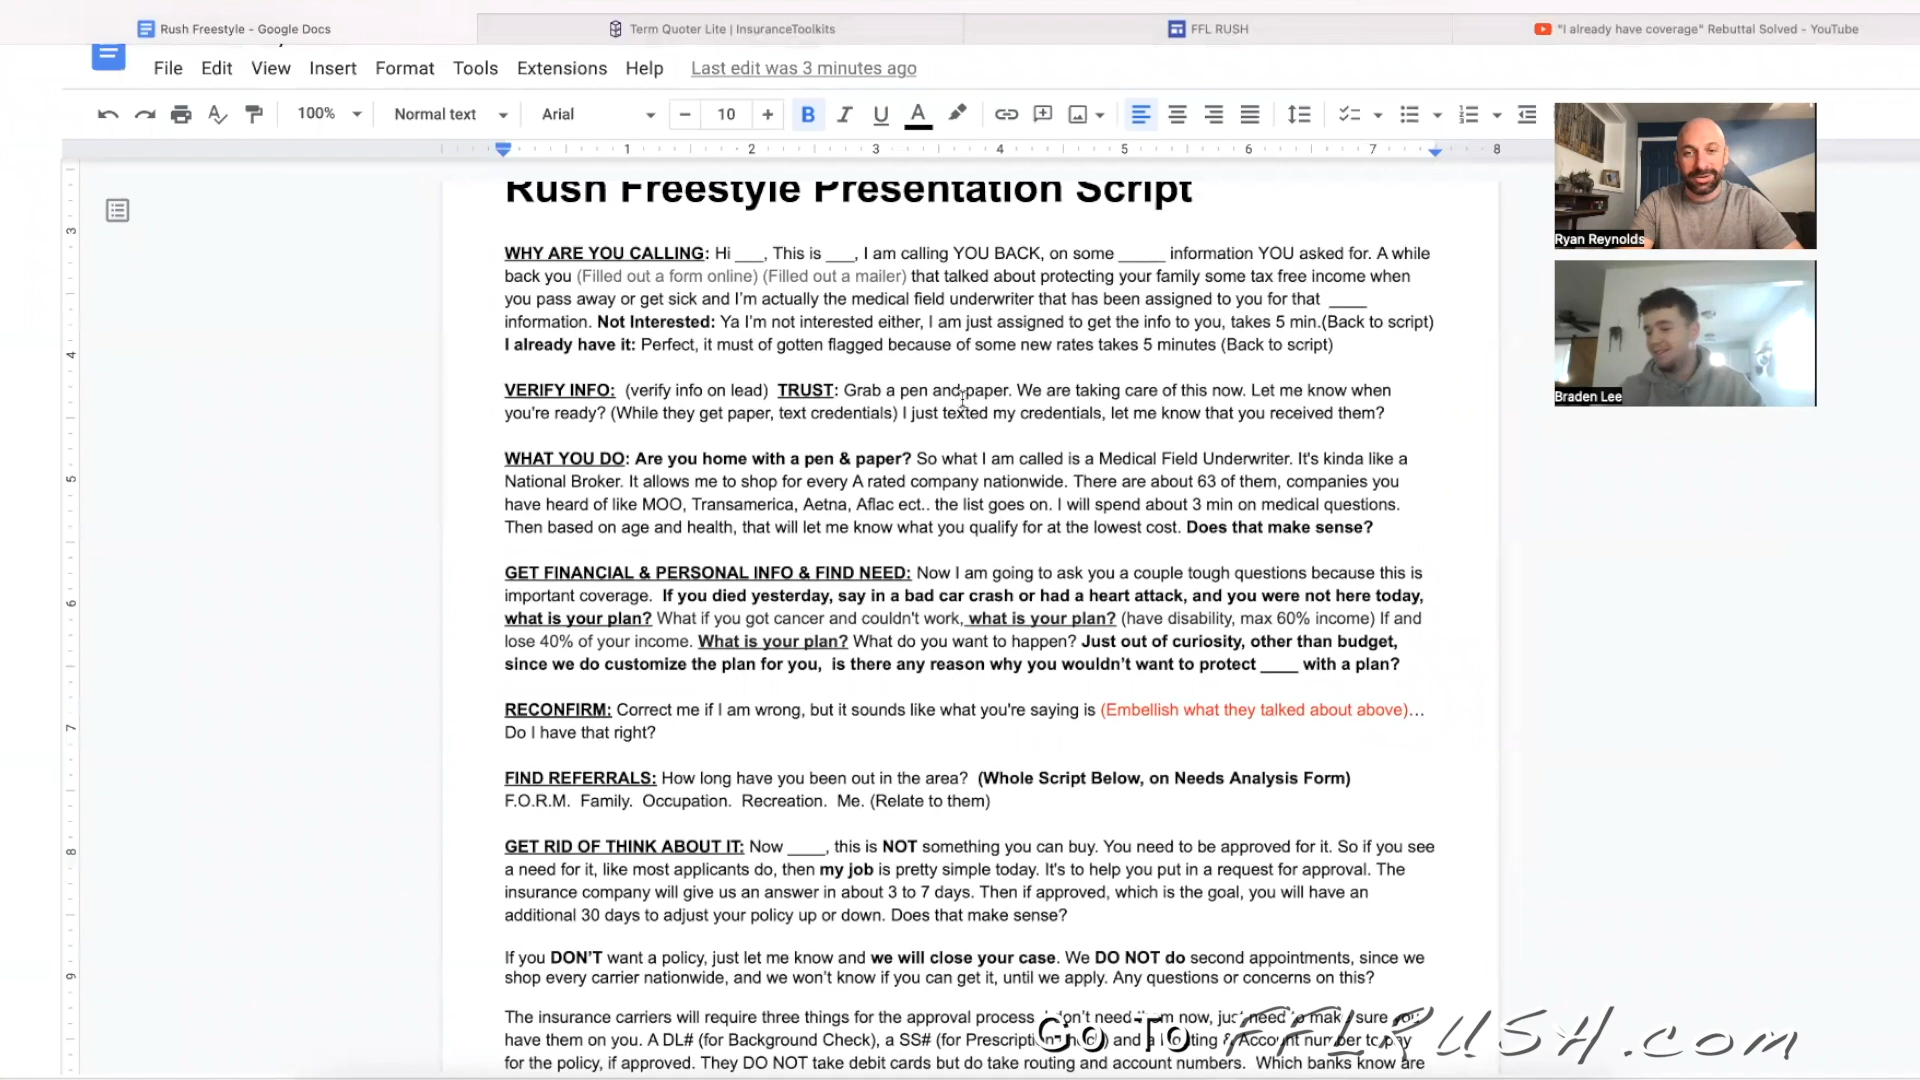 Rush Freestyle - Google Docs
Term Quoter Lite | InsuranceToolkits
FFL RUSH
"I already have coverage" Rebuttal Solved - YouTube
File Edit View Insert Format Tools Extensions Help Last edit was 3 minutes ago
100% Normal text Arial 10
1 2 3 4 5 6 7 8
Rush Freestyle Presentation Script
WHY ARE YOU CALLING: Hi ___, This is ___, I am calling YOU BACK, on some _____ information YOU asked for. A while
back you (Filled out a form online) (Filled out a mailer) that talked about protecting your family some tax free income when
you pass away or get sick and I'm actually the medical field underwriter that has been assigned to you for that ____
information. Not Interested: Ya I'm not interested either, I am just assigned to get the info to you, takes 5 min.(Back to script)
I already have it: Perfect, it must of gotten flagged because of some new rates takes 5 minutes (Back to script)
VERIFY INFO: (verify info on lead) TRUST: Grab a pen and paper. We are taking care of this now. Let me know when
you're ready? (While they get paper, text credentials) I just texted my credentials, let me know that you received them?
WHAT YOU DO: Are you home with a pen & paper? So what I am called is a Medical Field Underwriter. It's kinda like a
National Broker. It allows me to shop for every A rated company nationwide. There are about 63 of them, companies you
have heard of like MOO, Transamerica, Aetna, Aflac ect.. the list goes on. I will spend about 3 min on medical questions.
Then based on age and health, that will let me know what you qualify for at the lowest cost. Does that make sense?
GET FINANCIAL & PERSONAL INFO & FIND NEED: Now I am going to ask you a couple tough questions because this is
important coverage. If you died yesterday, say in a bad car crash or had a heart attack, and you were not here today,
what is your plan? What if you got cancer and couldn't work, what is your plan? (have disability, max 60% income) If and
lose 40% of your income. What is your plan? What do you want to happen? Just out of curiosity, other than budget,
since we do customize the plan for you, is there any reason why you wouldn't want to protect ____ with a plan?
RECONFIRM: Correct me if I am wrong, but it sounds like what you're saying is (Embellish what they talked about above)…
Do I have that right?
FIND REFERRALS: How long have you been out in the area? (Whole Script Below, on Needs Analysis Form)
F.O.R.M. Family. Occupation. Recreation. Me. (Relate to them)
GET RID OF THINK ABOUT IT: Now ____, this is NOT something you can buy. You need to be approved for it. So if you see
a need for it, like most applicants do, then my job is pretty simple today. It's to help you put in a request for approval. The
insurance company will give us an answer in about 3 to 7 days. Then if approved, which is the goal, you will have an
additional 30 days to adjust your policy up or down. Does that make sense?
If you DON'T want a policy, just let me know and we will close your case. We DO NOT do second appointments, since we
shop every carrier nationwide, and we won't know if you can get it, until we apply. Any questions or concerns on this?
The insurance carriers will require three things for the approval process don't need them now, just need to make sure you
have them on you. A DL# (for Background Check), a SS# (for and a Account number to pay
for the policy, if approved. They DO NOT take debit cards but do take routing and account numbers. Which banks know are
3
4
5
6
7
8
9
Ryan Reynolds
Braden Lee
Go To FFLRUSH.com